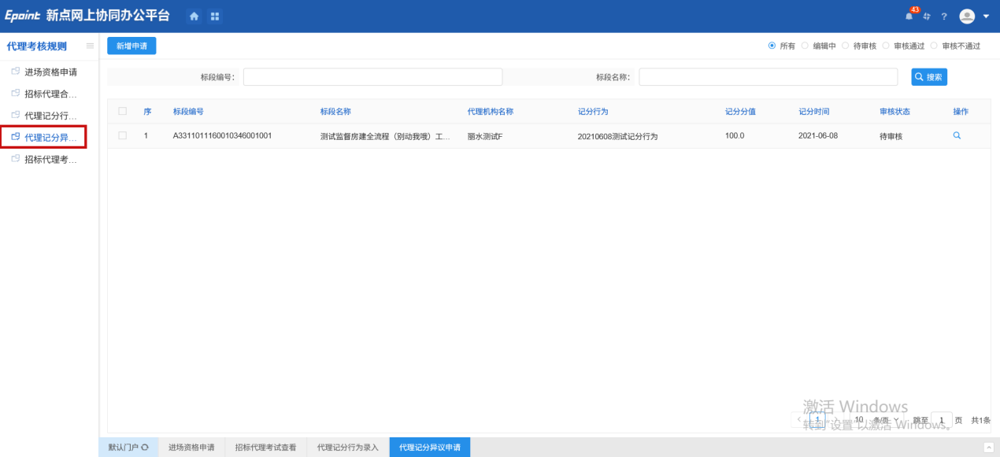 Epoint 新点网上协同办公平台
43
?
代理考核规则
进场资格申请
招标代理合...
代理记分行...
代理记分异...
招标代理考...
新增申请
所有 编辑中 待审核 审核通过 审核不通过
标段编号: 标段名称: 搜索
序 标段编号 标段名称 代理机构名称 记分行为 记分分值 记分时间 审核状态 操作
1 A3311011160010346001001 测试监督房建全流程（别动我哦）工... 丽水测试F 20210608测试记分行为 100.0 2021-06-08 待审核
激活 Windows
1 10 条/页 跳至 1 页 共1条
转到"设置"以激活 Windows。
默认门户 进场资格申请 招标代理考试查看 代理记分行为录入 代理记分异议申请